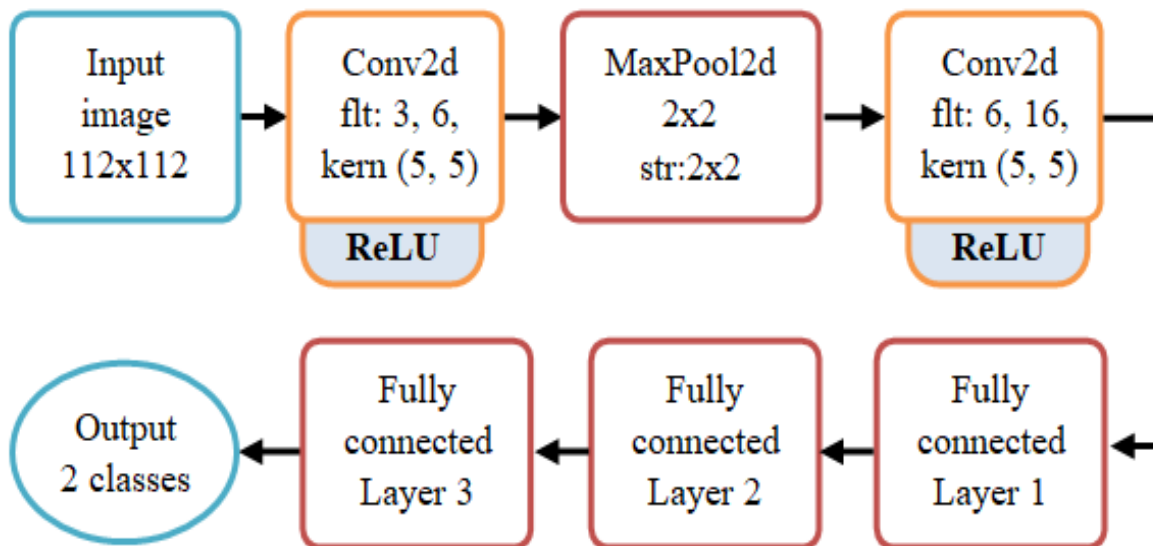 Input
image
112x112
Conv2d
flt: 3, 6,
kern (5, 5)
ReLU
MaxPool2d
2x2
str:2x2
Conv2d
flt: 6, 16,
kern (5, 5)
ReLU
Fully
connected
Layer 1
Fully
connected
Layer 2
Fully
connected
Layer 3
Output
2 classes